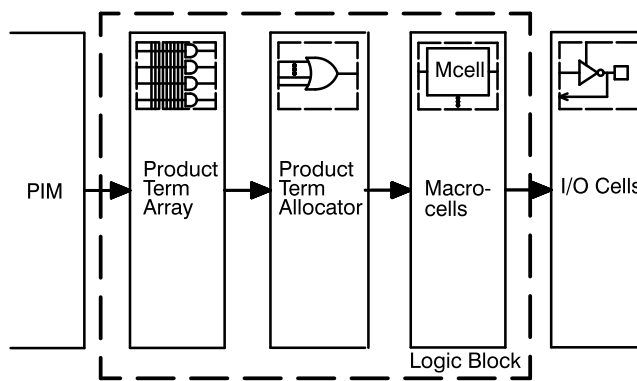 Mcell
PIM
Product
Term
Array
Product
Term
Allocator
Macro-
cells
I/O Cells
Logic Block